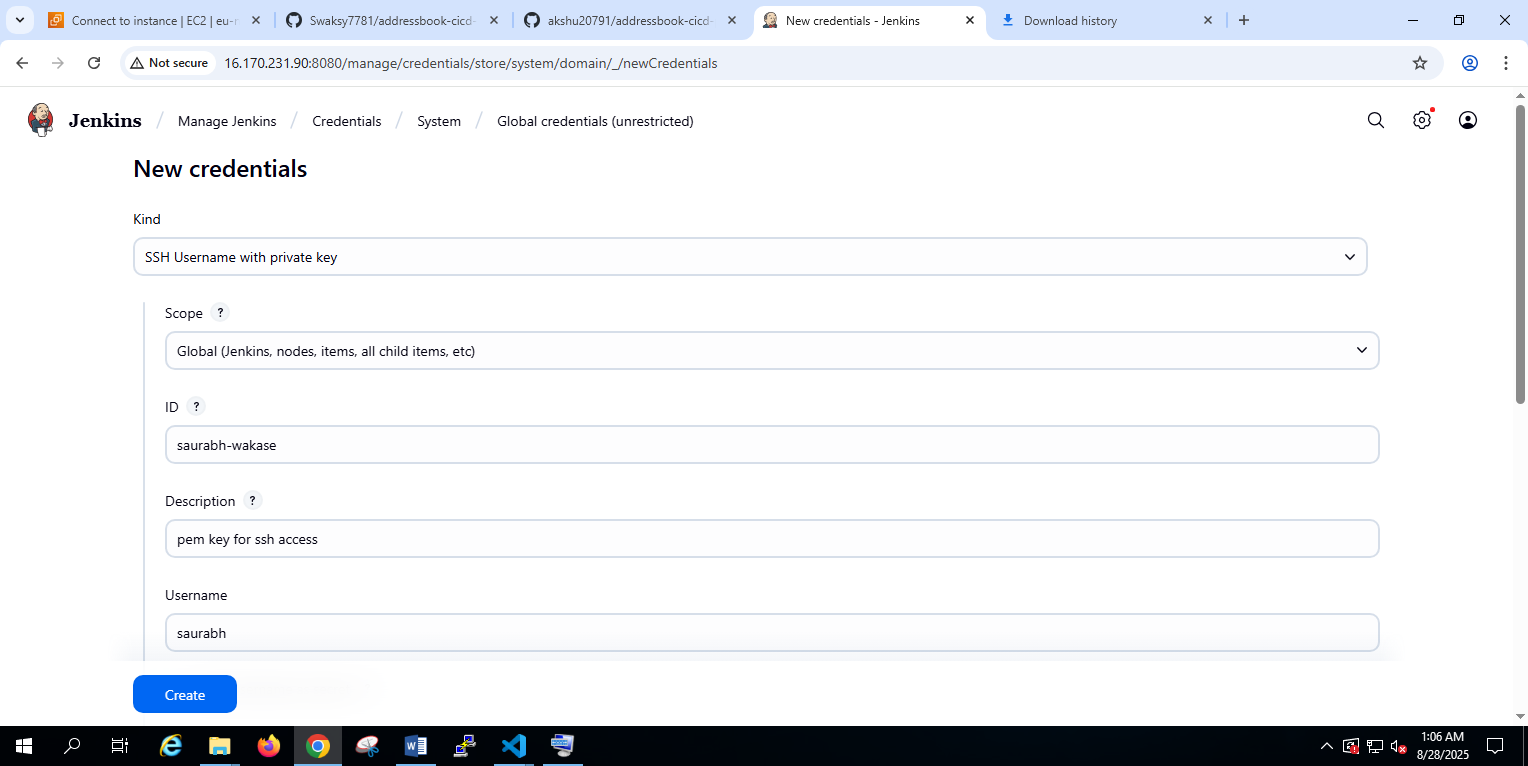 Connect to instance | EC2 | eu-n
Swaksy7781/addressbook-cicd-
akshu20791/addressbook-cicd-
New credentials - Jenkins
Download history
Not secure
16.170.231.90:8080/manage/credentials/store/system/domain/_/newCredentials
Jenkins / Manage Jenkins / Credentials / System / Global credentials (unrestricted)
New credentials
Kind
SSH Username with private key
Scope ?
Global (Jenkins, nodes, items, all child items, etc)
ID ?
saurabh-wakase
Description ?
pem key for ssh access
Username
saurabh
Create
1:06 AM
8/28/2025